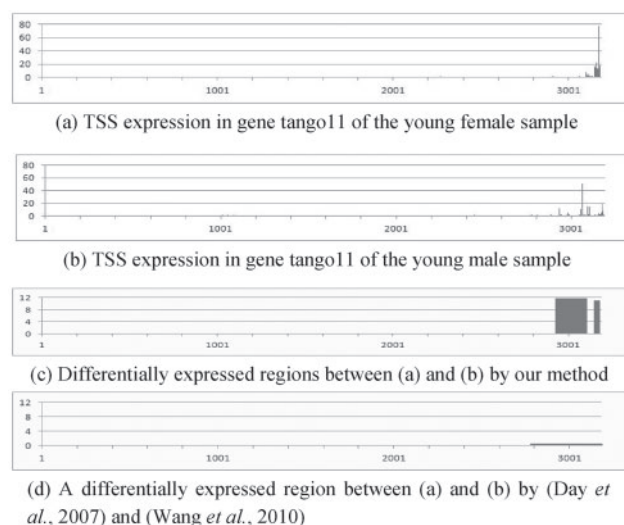 80
60
40
20
0
1 1001 2001 3001
(a) TSS expression in gene tango11 of the young female sample
80
60
40
20
0
1 1001 2001 3001
(b) TSS expression in gene tango11 of the young male sample
12
8
4
0
1 1001 2001 3001
(c) Differentially expressed regions between (a) and (b) by our method
12
8
4
0
1 1001 2001 3001
(d) A differentially expressed region between (a) and (b) by (Day et
al., 2007) and (Wang et al., 2010)